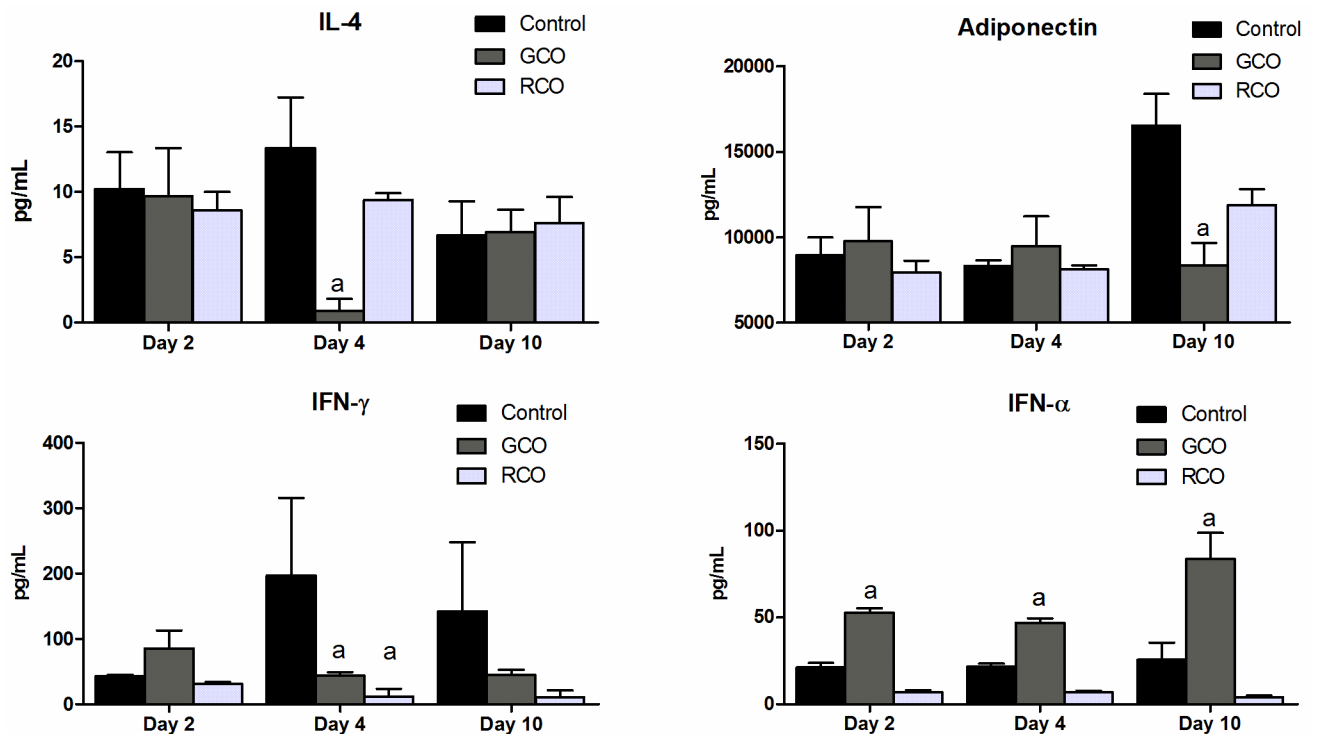 IL-4
Control
GCO
RCO
pg/mL
20
15
10
5
0
a
Day 2
Day 4
Day 10
Adiponectin
Control
GCO
RCO
pg/mL
20000
15000
10000
5000
a
Day 2
Day 4
Day 10
IFN-γ
Control
GCO
RCO
pg/mL
400
300
200
100
0
a
a
Day 2
Day 4
Day 10
IFN-α
Control
GCO
RCO
pg/mL
150
100
50
0
a
a
a
Day 2
Day 4
Day 10